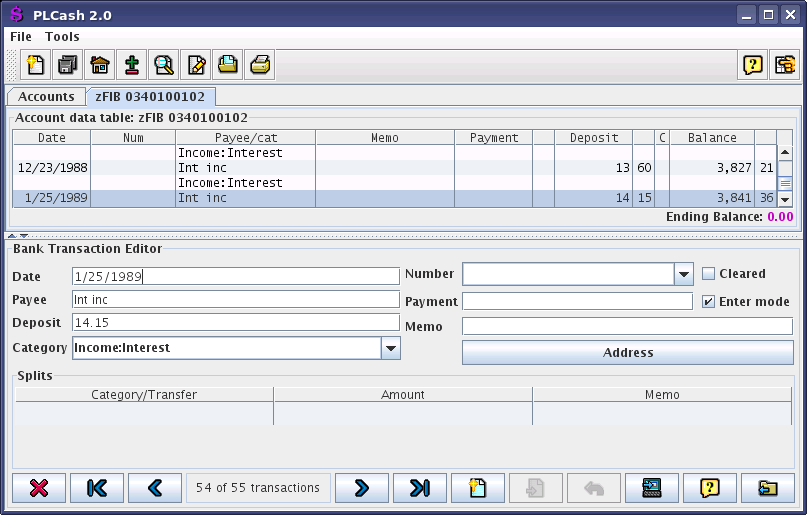 PLCash 2.0
File Tools
Accounts zFIB 0340100102
Account data table: zFIB 0340100102
Date Num Payee/cat Memo Payment Deposit C Balance
Income:Interest
12/23/1988 Int inc 13 60 3,827 21
Income:Interest
1/25/1989 Int inc 14 15 3,841 36
Ending Balance: 0.00
Bank Transaction Editor
Date 1/25/1989 Number Cleared
Payee Int inc Payment Enter mode
Deposit 14.15 Memo
Category Income:Interest Address
Splits
Category/Transfer Amount Memo
54 of 55 transactions